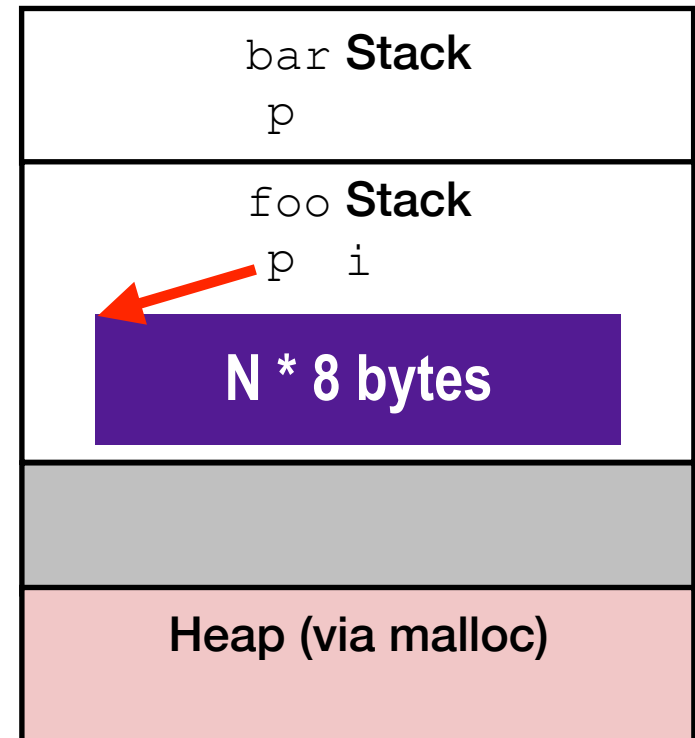 bar Stack
p
foo Stack
p i
N * 8 bytes
Heap (via malloc)